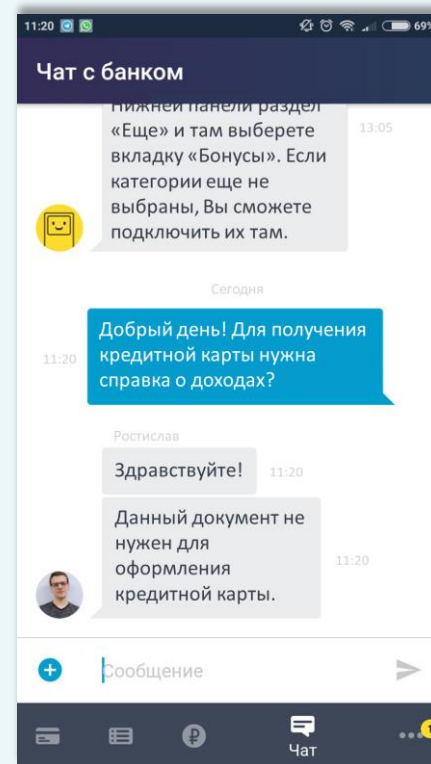 11:20
69%
Чат с банком
нижней панели раздел
«Еще» и там выберете
вкладку «Бонусы». Если
категории еще не
выбраны, Вы сможете
подключить их там.
13:05
Сегодня
Добрый день! Для получения
кредитной карты нужна
справка о доходах?
11:20
Ростислав
Здравствуйте!
11:20
Данный документ не
нужен для
оформления
кредитной карты.
11:20
Сообщение
Чат